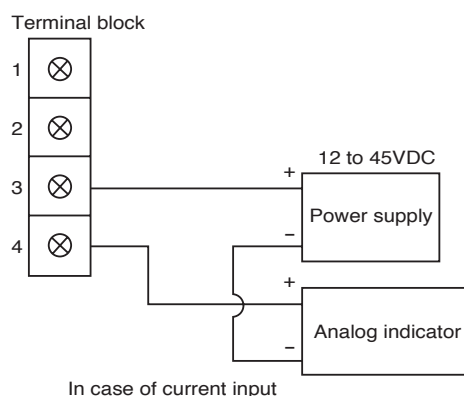 Terminal block
1
2
3
4
12 to 45VDC
+
Power supply
−
+
Analog indicator
−
In case of current input